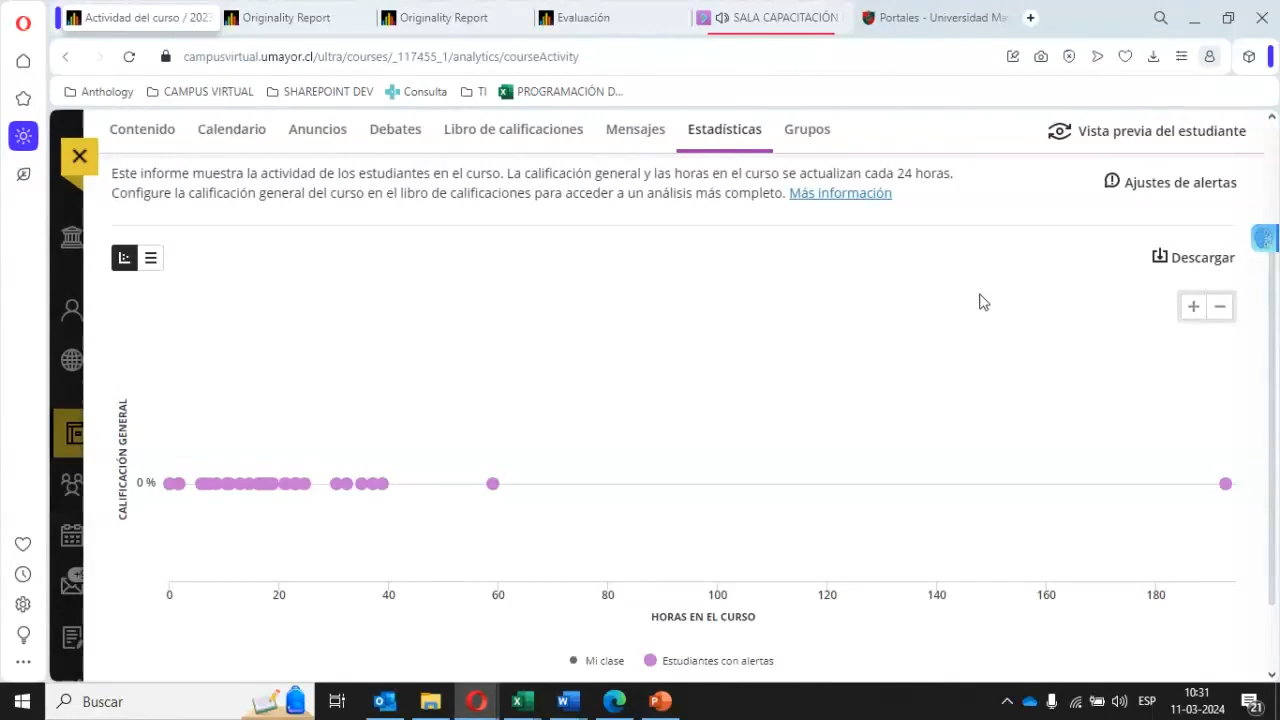 Actividad del curso / 202
Originality Report
Originality Report
Evaluación
SALA CAPACITACIÓN
Portales - Universidad Ma
campusvirtual.umayor.cl/ultra/courses/_117455_1/analytics/courseActivity
Anthology
CAMPUS VIRTUAL
SHAREPOINT DEV
Consulta
TI
PROGRAMACIÓN D...
Contenido
Calendario
Anuncios
Debates
Libro de calificaciones
Mensajes
Estadísticas
Grupos
Vista previa del estudiante
Este informe muestra la actividad de los estudiantes en el curso. La calificación general y las horas en el curso se actualizan cada 24 horas.
Configure la calificación general del curso en el libro de calificaciones para acceder a un análisis más completo. Más información
Ajustes de alertas
Descargar
CALIFICACIÓN GENERAL
0 %
0 20 40 60 80 100 120 140 160 180
HORAS EN EL CURSO
Mi clase
Estudiantes con alertas
Buscar
ESP
10:31
11-03-2024
21